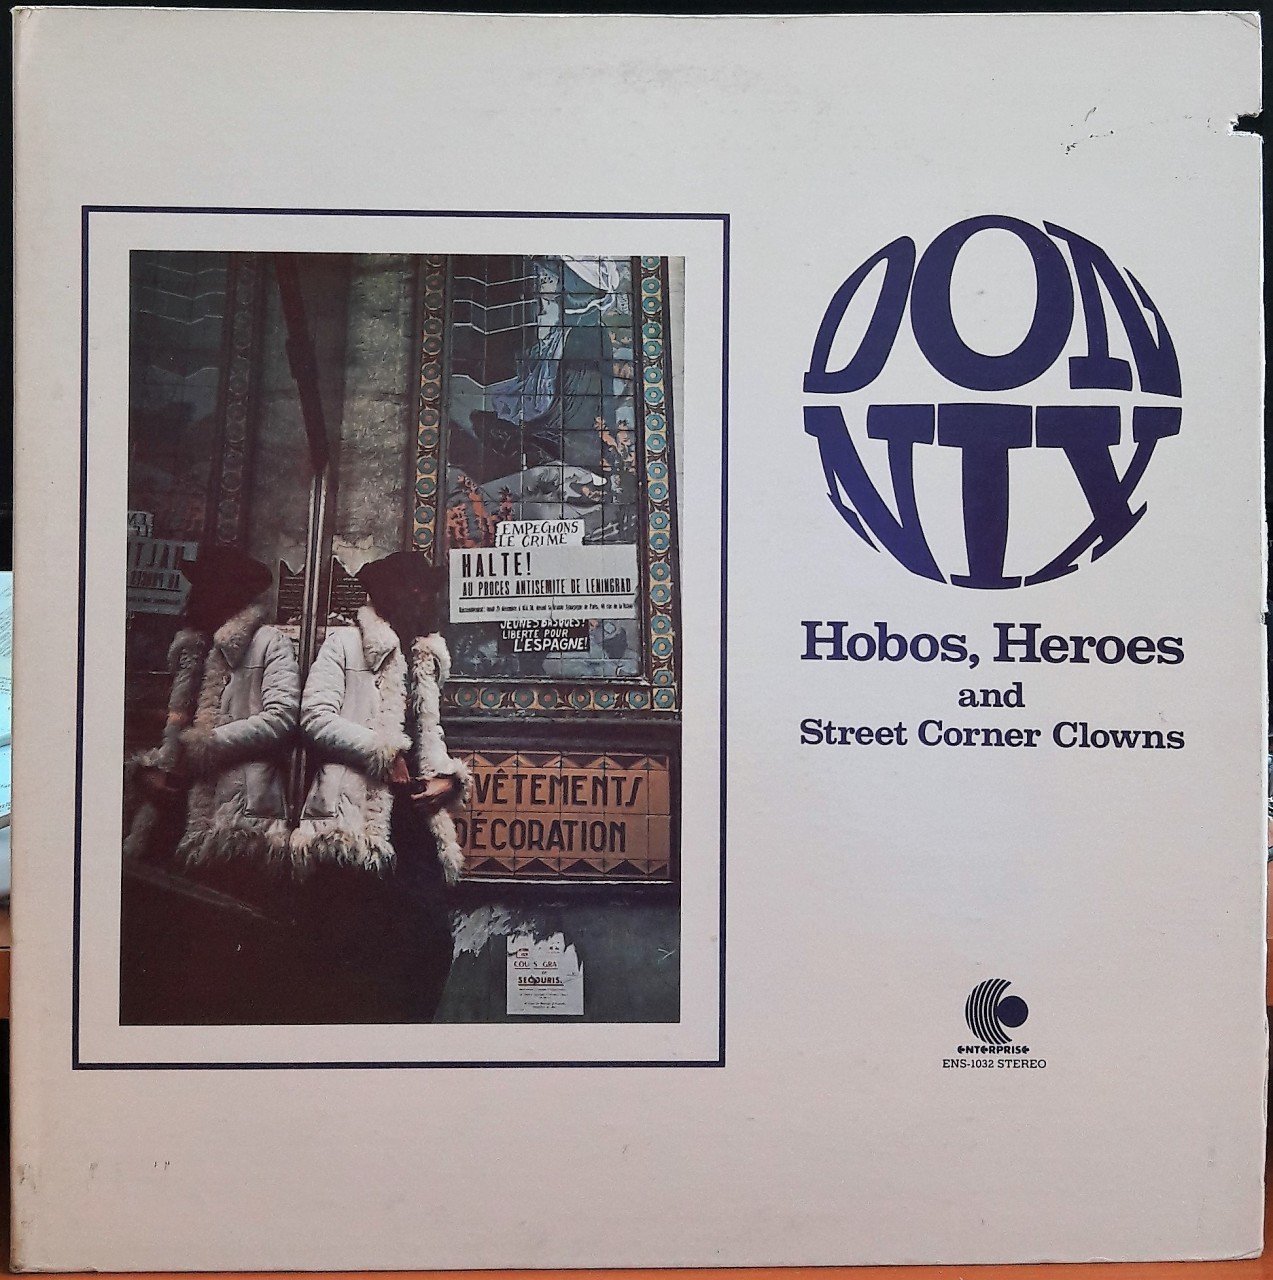 DON
NIX
Hobos, Heroes
and
Street Corner Clowns
EMPECHONS
LE CRIME
HALTE!
AU PROCES ANTISEMITE DE LENINGRAD
JEUNES BASQUES!
LIBERTE POUR
L'ESPAGNE!
VÊTEMENTS
DÉCORATION
SECOURIS
ENTERPRISE
ENS-1032 STEREO